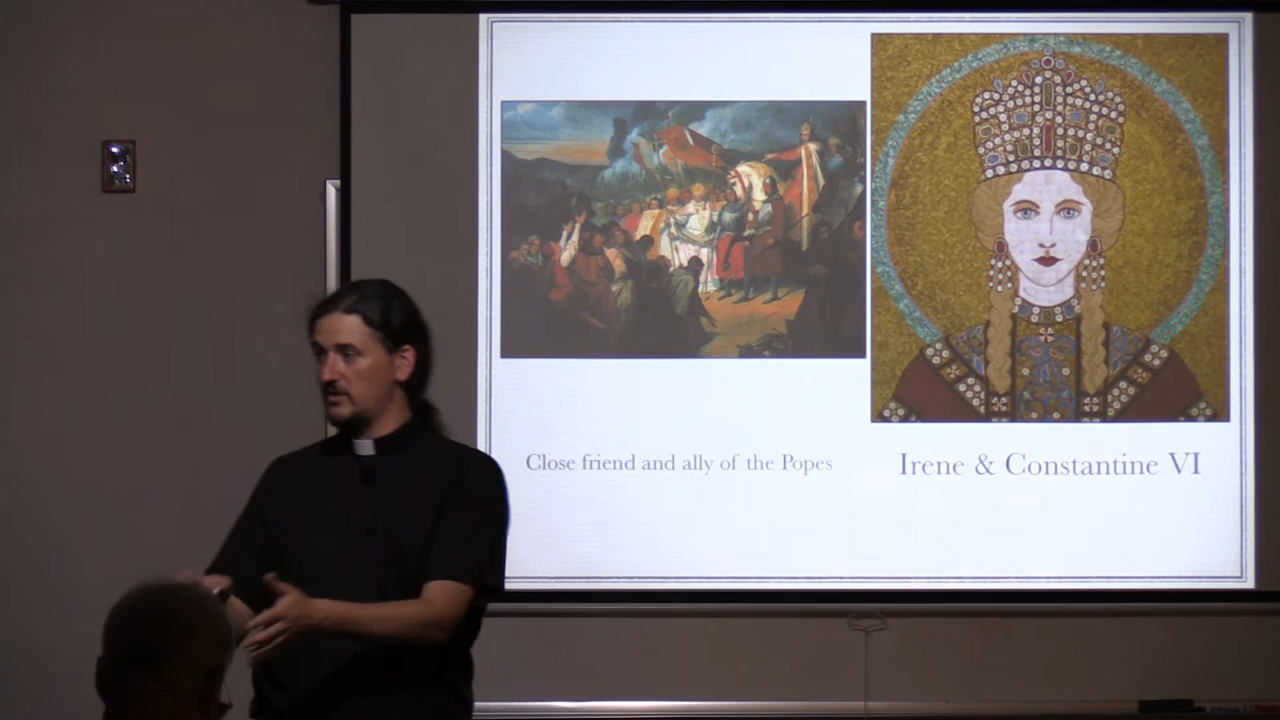 Close friend and ally of the Popes
Irene & Constantine VI